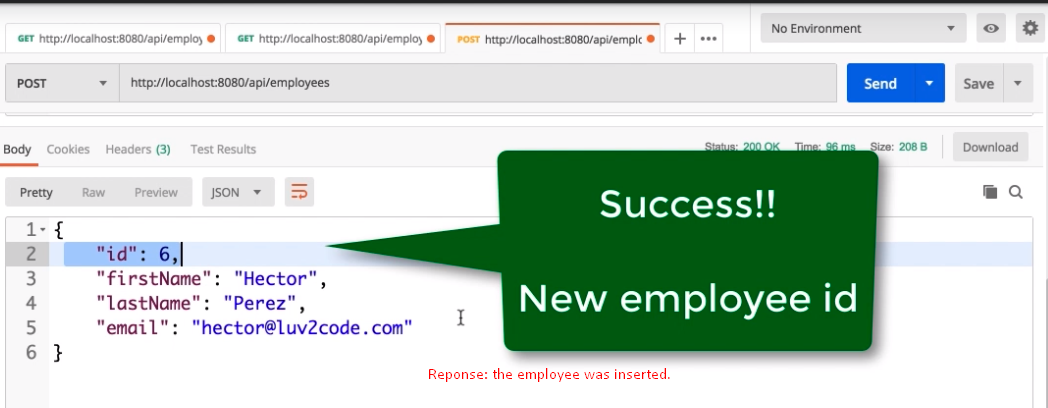 GET http://localhost:8080/api/employ
GET http://localhost:8080/api/employ
POST http://localhost:8080/api/emplc
+ •••
No Environment
POST http://localhost:8080/api/employees
Send
Save
Body Cookies Headers (3) Test Results
Status: 200 OK Time: 96 ms Size: 208 B
Download
Pretty Raw Preview JSON
1 {
2 "id": 6,
3 "firstName": "Hector",
4 "lastName": "Perez",
5 "email": "hector@luv2code.com"
6 }
Success!!
New employee id
Reponse: the employee was inserted.